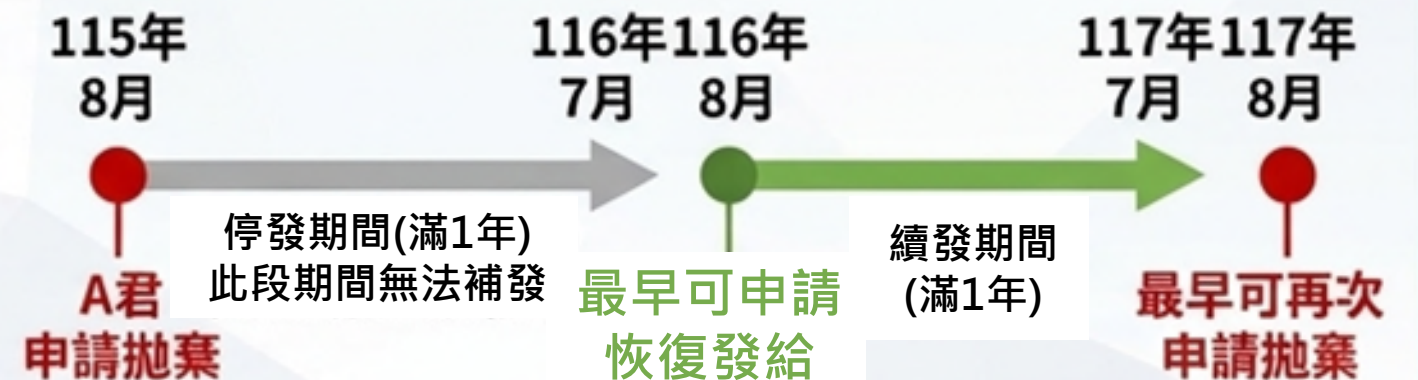 115年
8月
116年
7月
116年
8月
117年
7月
117年
8月
停發期間(滿1年)
此段期間無法補發
續發期間
(滿1年)
A君
申請拋棄
最早可申請
恢復發給
最早可再次
申請拋棄